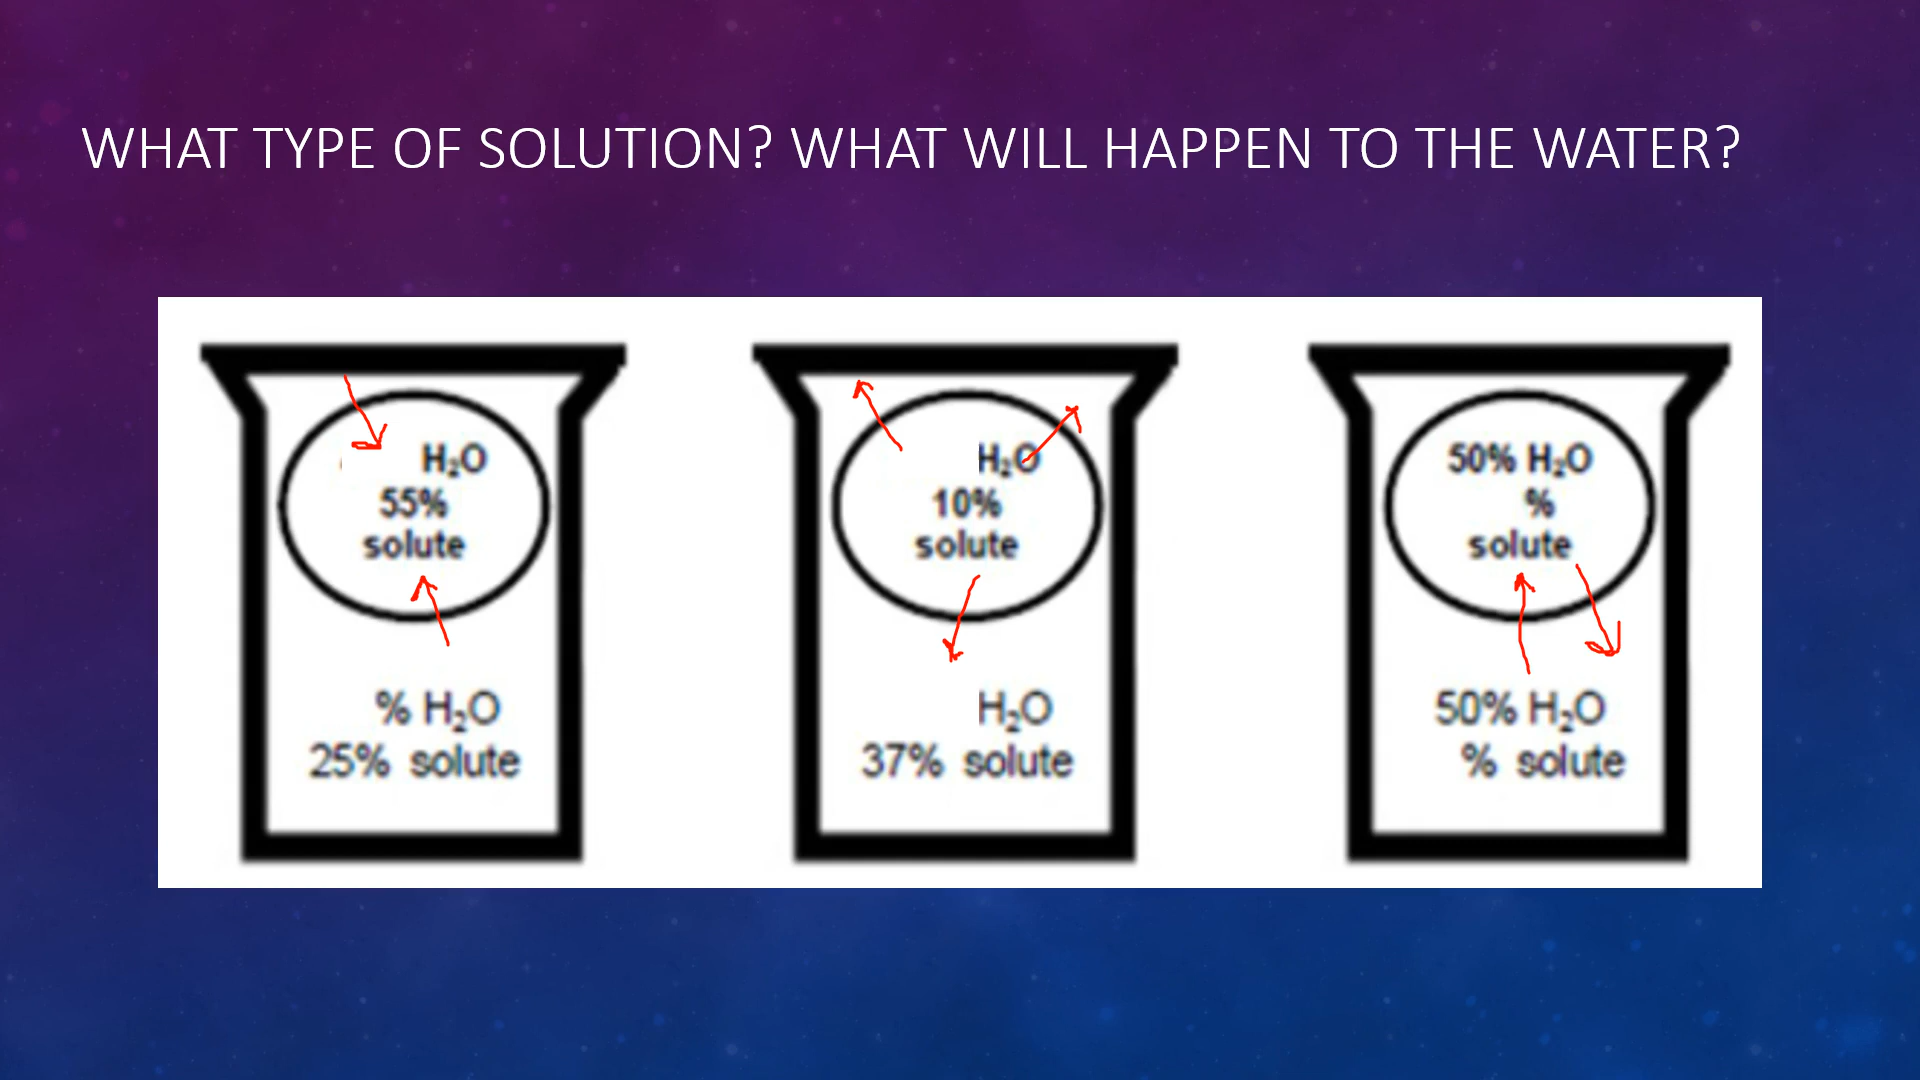 WHAT TYPE OF SOLUTION? WHAT WILL HAPPEN TO THE WATER?
H₂O
55%
solute
% H₂O
25% solute
H₂O
10%
solute
H₂O
37% solute
50% H₂O
%
solute
50% H₂O
% solute